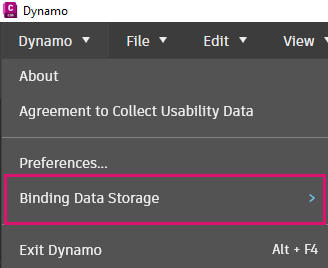 Dynamo
Dynamo File Edit View
About
Agreement to Collect Usability Data
Preferences...
Binding Data Storage >
Exit Dynamo Alt + F4